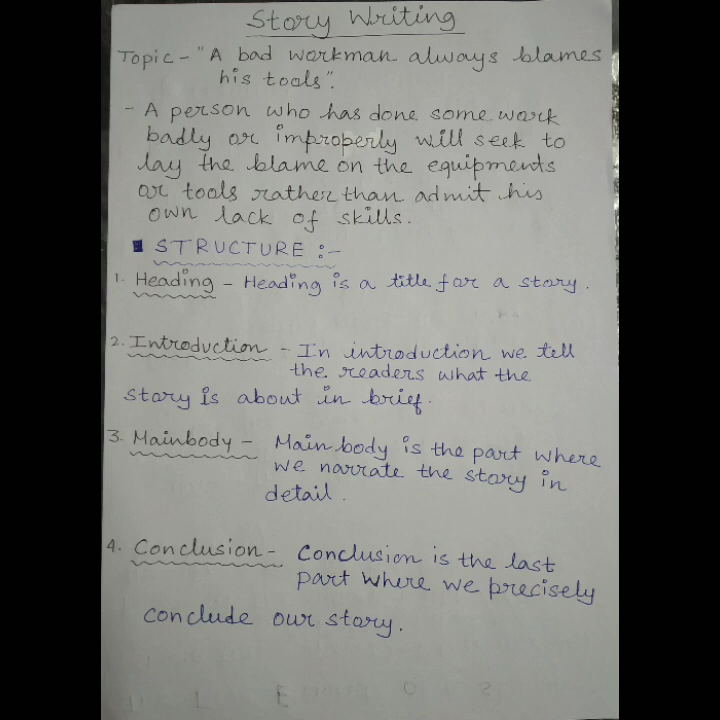 Story Writing
Topic - "A bad workman always blames
his tools".
- A person who has done some work
badly or improperly will seek to
lay the blame on the equipments
or tools rather than admit his
own lack of skills.
STRUCTURE :-
1. Heading - Heading is a title for a story.
2. Introduction - In introduction we tell
the readers what the
story is about in brief.
3. Mainbody - Main body is the part where
we narrate the story in
detail.
4. Conclusion - Conclusion is the last
part where we precisely
conclude our story.